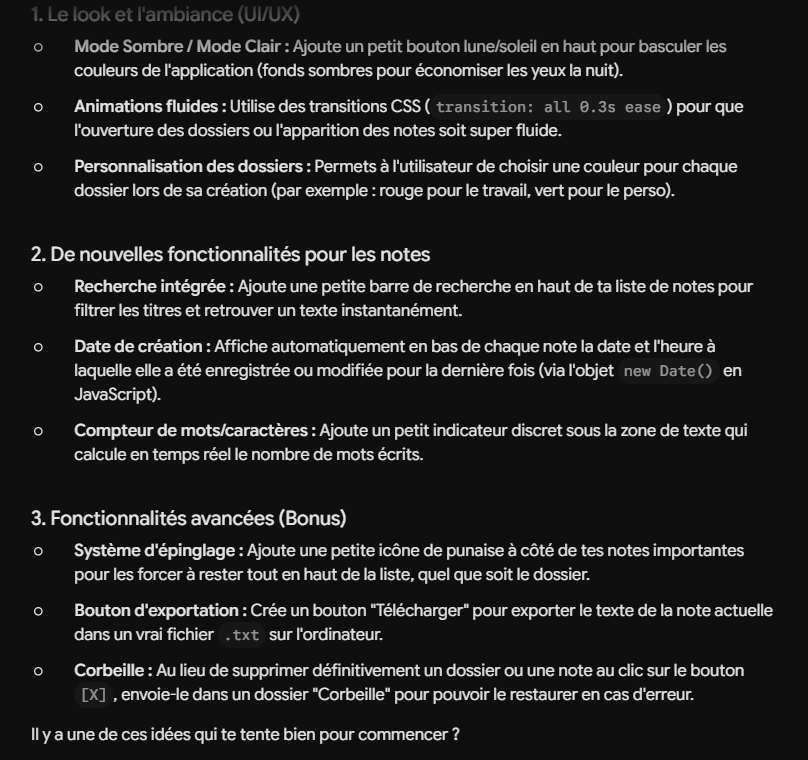 1. Le look et l'ambiance (UI/UX)
Mode Sombre / Mode Clair : Ajoute un petit bouton lune/soleil en haut pour basculer les
couleurs de l'application (fonds sombres pour économiser les yeux la nuit).
Animations fluides : Utilise des transitions CSS ( transition: all 0.3s ease ) pour que
l'ouverture des dossiers ou l'apparition des notes soit super fluide.
Personnalisation des dossiers : Permets à l'utilisateur de choisir une couleur pour chaque
dossier lors de sa création (par exemple : rouge pour le travail, vert pour le perso).
2. De nouvelles fonctionnalités pour les notes
Recherche intégrée : Ajoute une petite barre de recherche en haut de ta liste de notes pour
filtrer les titres et retrouver un texte instantanément.
Date de création : Affiche automatiquement en bas de chaque note la date et l'heure à
laquelle elle a été enregistrée ou modifiée pour la dernière fois (via l'objet new Date() en
JavaScript).
Compteur de mots/caractères : Ajoute un petit indicateur discret sous la zone de texte qui
calcule en temps réel le nombre de mots écrits.
3. Fonctionnalités avancées (Bonus)
Système d'épinglage : Ajoute une petite icône de punaise à côté de tes notes importantes
pour les forcer à rester tout en haut de la liste, quel que soit le dossier.
Bouton d'exportation : Crée un bouton "Télécharger" pour exporter le texte de la note actuelle
dans un vrai fichier .txt sur l'ordinateur.
Corbeille : Au lieu de supprimer définitivement un dossier ou une note au clic sur le bouton
[X] , envoie-le dans un dossier "Corbeille" pour pouvoir le restaurer en cas d'erreur.
Il y a une de ces idées qui te tente bien pour commencer ?